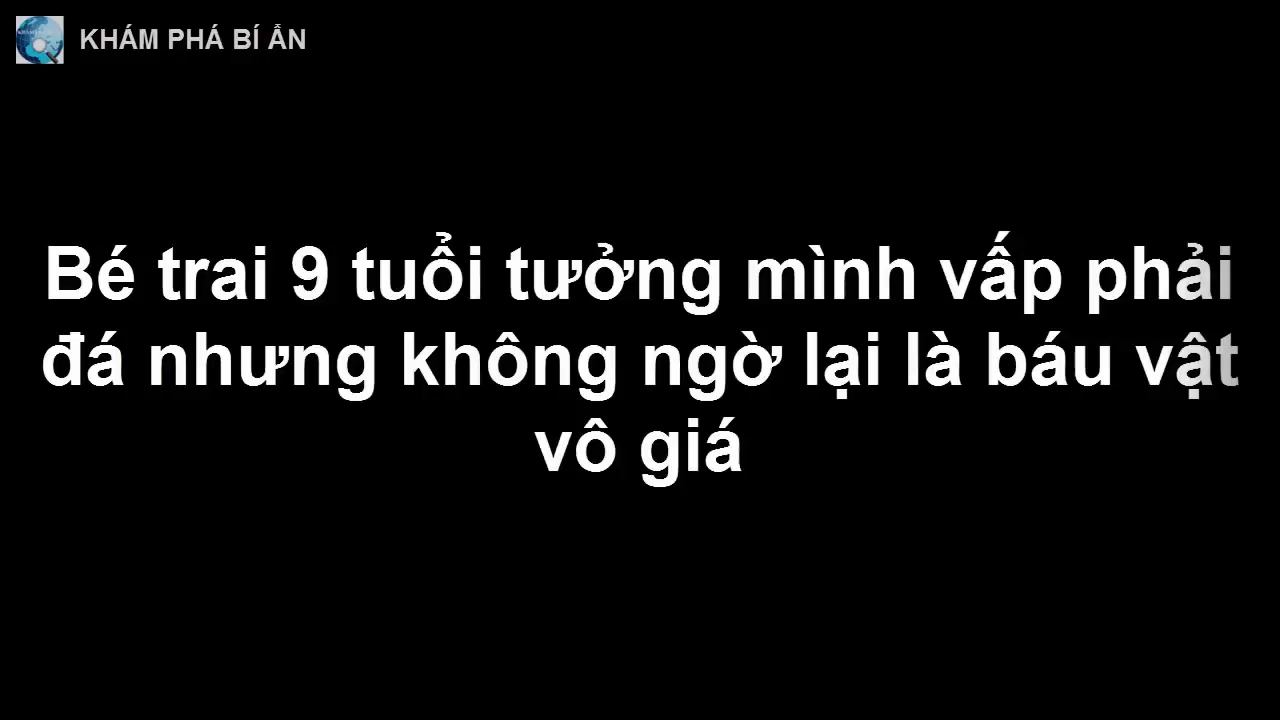 KHÁM PHÁ BÍ ẨN
Bé trai 9 tuổi tưởng mình vấp phải
đá nhưng không ngờ lại là báu vật
vô giá